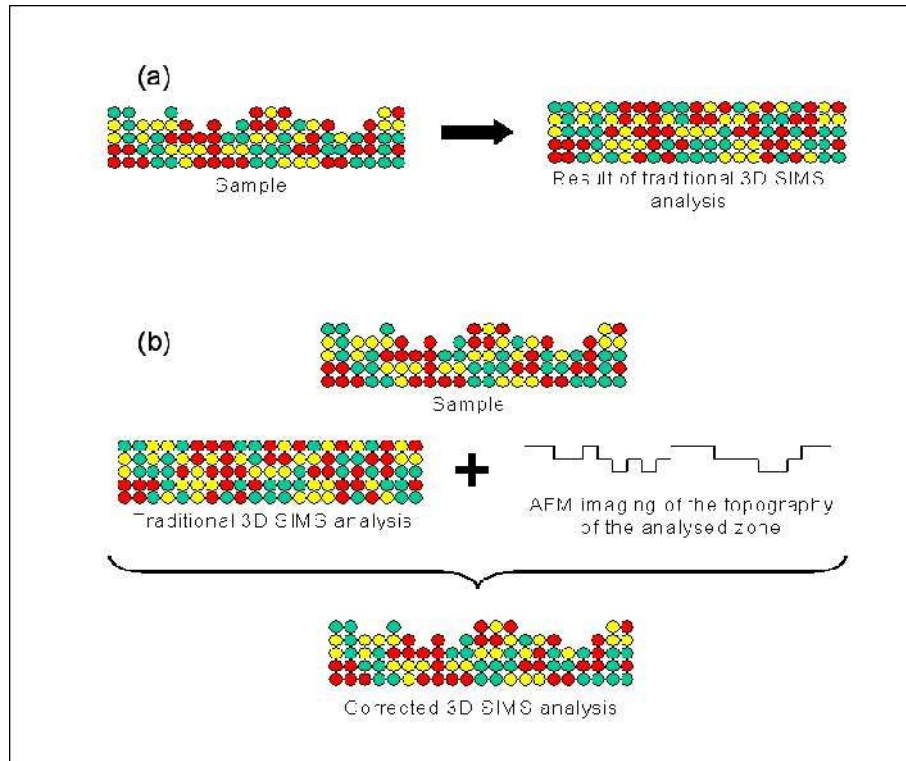 (a)
Sample
Result of traditional 3D SIMS
analysis
(b)
Sample
Traditional 3D SIMS analysis
AFM imaging of the topography
of the analysed zone
Corrected 3D SIMS analysis